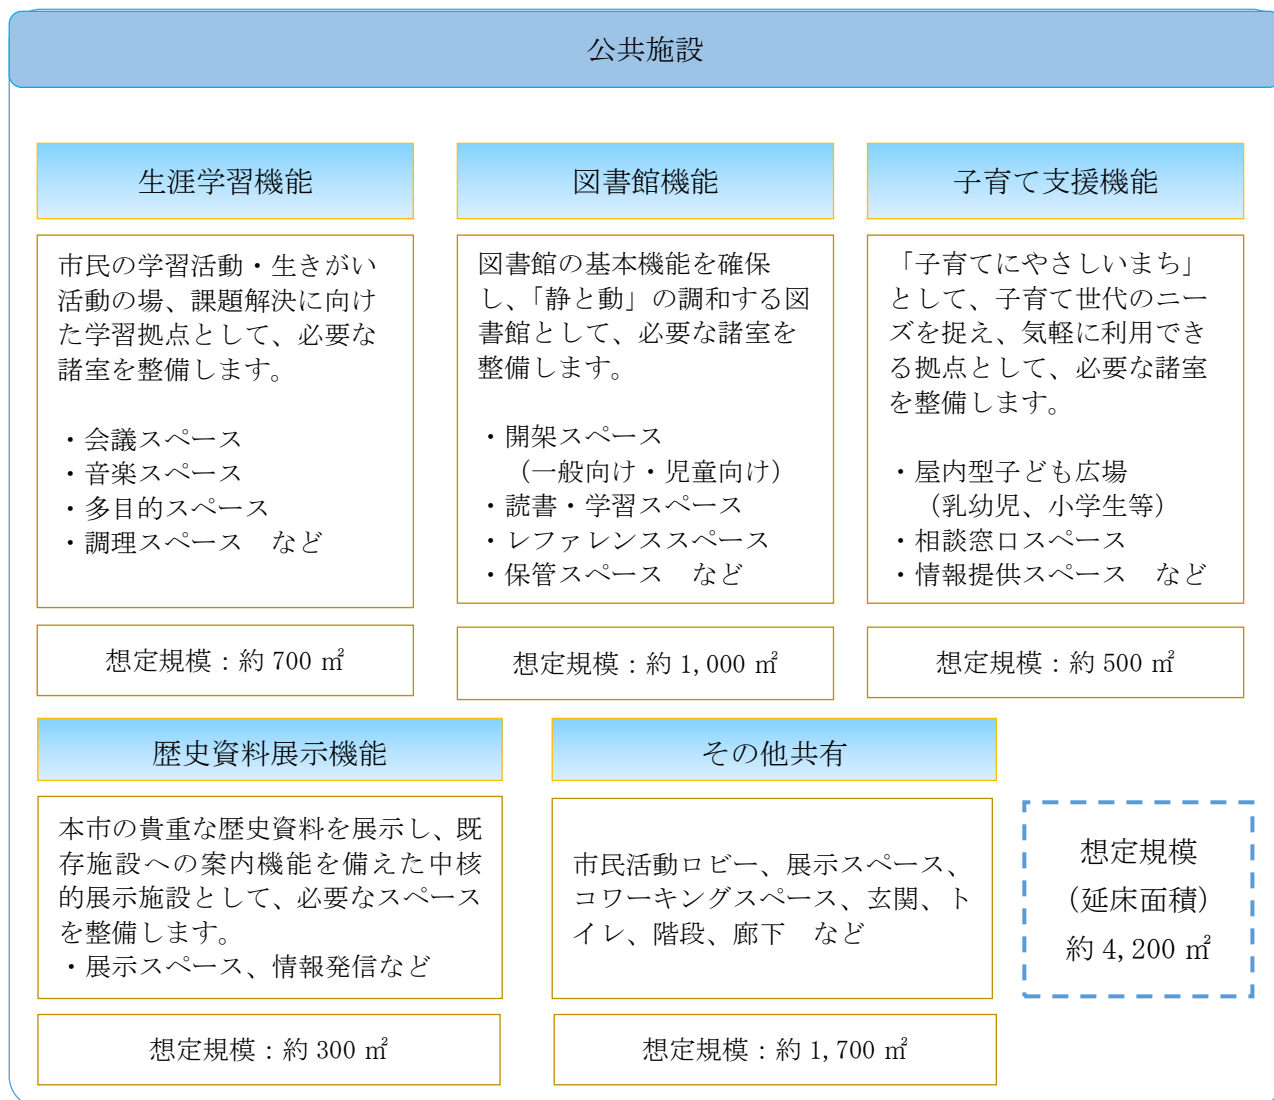 公共施設
生涯学習機能
市民の学習活動・生きがい
活動の場、課題解決に向け
た学習拠点として、必要な
諸室を整備します。
・会議スペース
・音楽スペース
・多目的スペース
・調理スペース　など
想定規模：約 700 ㎡
図書館機能
図書館の基本機能を確保
し、「静と動」の調和する図
書館として、必要な諸室を
整備します。
・開架スペース
（一般向け・児童向け）
・読書・学習スペース
・レファレンススペース
・保管スペース　など
想定規模：約 1,000 ㎡
子育て支援機能
「子育てにやさしいまち」
として、子育て世代のニー
ズを捉え、気軽に利用でき
る拠点として、必要な諸室
を整備します。
・屋内型子ども広場
（乳幼児、小学生等）
・相談窓口スペース
・情報提供スペース　など
想定規模：約 500 ㎡
歴史資料展示機能
本市の貴重な歴史資料を展示し、既
存施設への案内機能を備えた中核
的展示施設として、必要なスペース
を整備します。
・展示スペース、情報発信など
想定規模：約 300 ㎡
その他共有
市民活動ロビー、展示スペース、
コワーキングスペース、玄関、ト
イレ、階段、廊下　など
想定規模：約 1,700 ㎡
想定規模
（延床面積）
約 4,200 ㎡